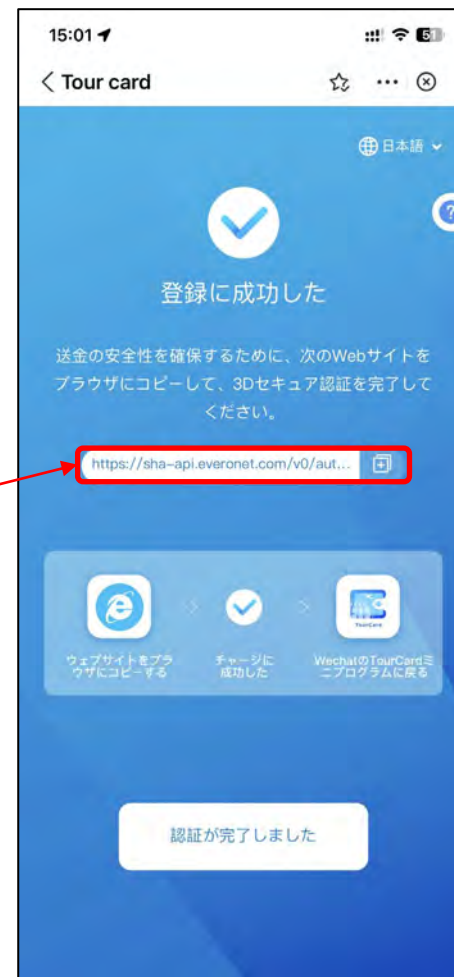 15:01
51
Tour card
日本語
?
登録に成功した
送金の安全性を確保するために、次のWebサイトを
ブラウザにコピーして、3Dセキュア認証を完了して
ください。
https://sha-api.everonet.com/v0/aut...
ウェブサイトをブラ
ウザにコピーする
チャージに
成功した
TourCard
WechatのTourCardミ
ニプログラムに戻る
認証が完了しました